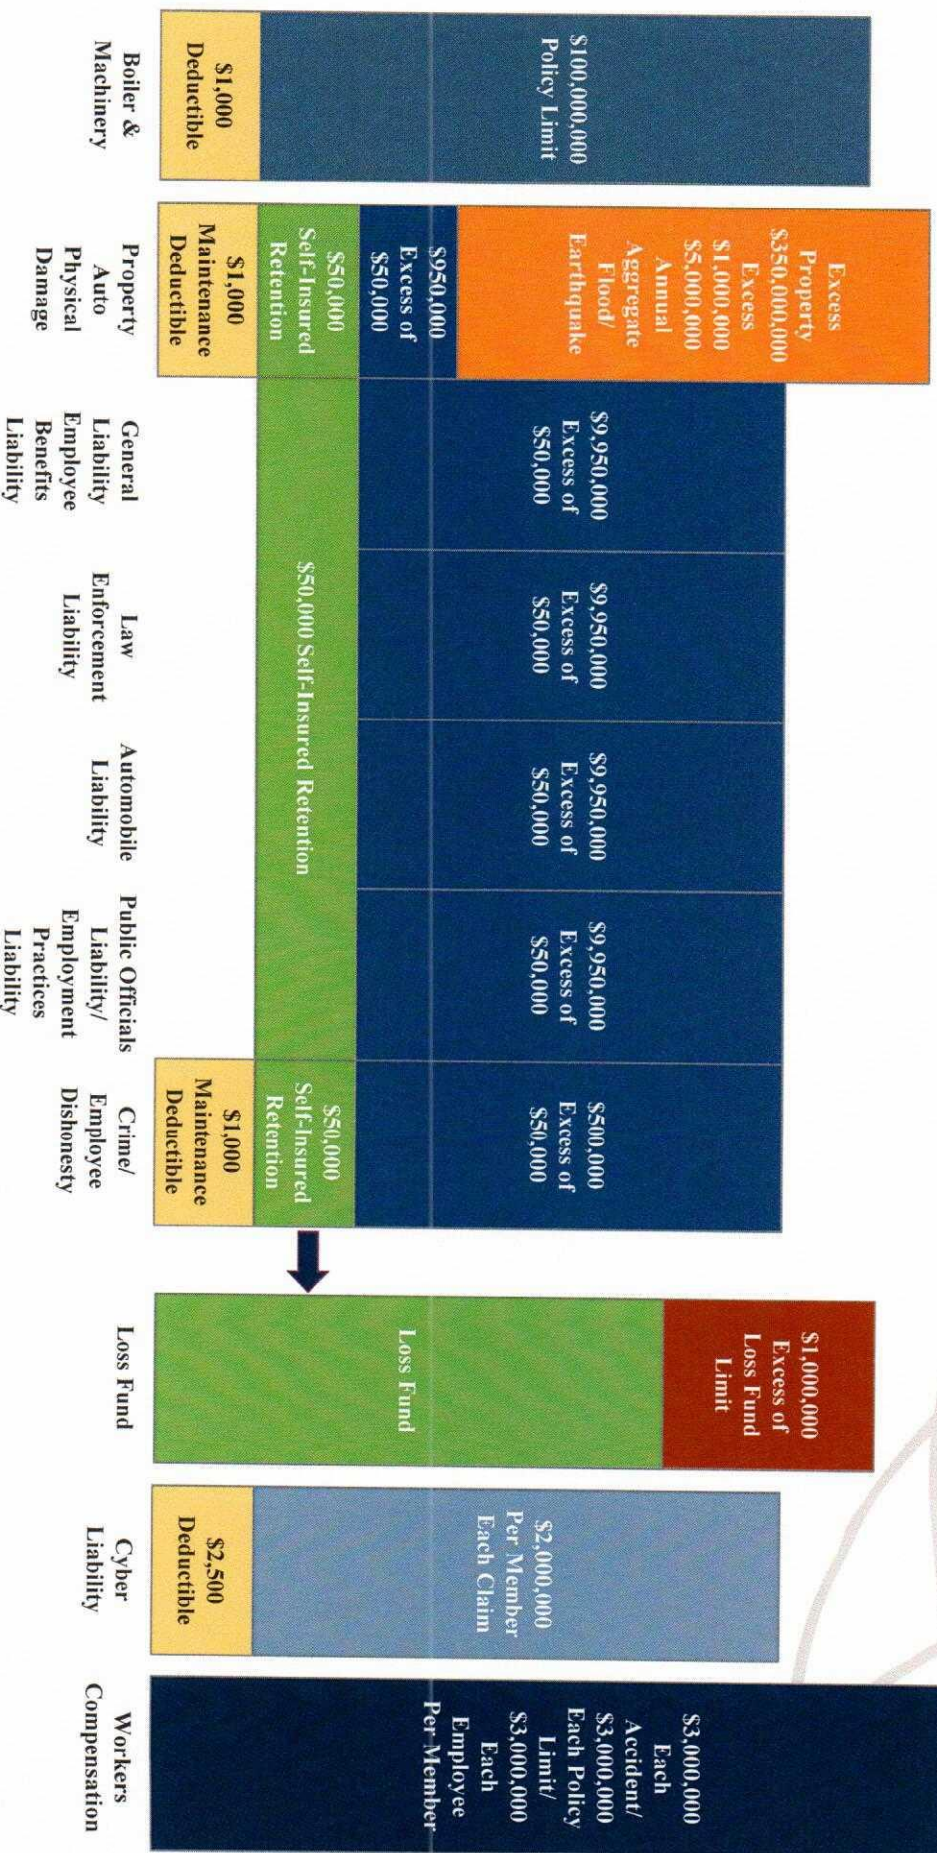 $100,000,000
Policy Limit
$1,000
Deductible
Boiler &
Machinery
Excess
Property
$350,000,000
Excess
$1,000,000
$5,000,000
Annual
Aggregate
Flood/
Earthquake
$950,000
Excess of
$50,000
$50,000
Self-Insured
Retention
$1,000
Maintenance
Deductible
Property
Auto
Physical
Damage
$9,950,000
Excess of
$50,000
General
Liability
Employee
Benefits
Liability
$9,950,000
Excess of
$50,000
$50,000 Self-Insured Retention
Law
Enforcement
Liability
$9,950,000
Excess of
$50,000
Automobile
Liability
$9,950,000
Excess of
$50,000
Public Officials
Liability/
Employment
Practices
Liability
$500,000
Excess of
$50,000
$50,000
Self-Insured
Retention
$1,000
Maintenance
Deductible
Crime/
Employee
Dishonesty
$1,000,000
Excess of
Loss Fund
Limit
Loss Fund
Loss Fund
$2,000,000
Per Member
Each Claim
$2,500
Deductible
Cyber
Liability
$3,000,000
Each
Accident/
$3,000,000
Each Policy
Limit/
$3,000,000
Each
Employee
Per Member
Workers
Compensation